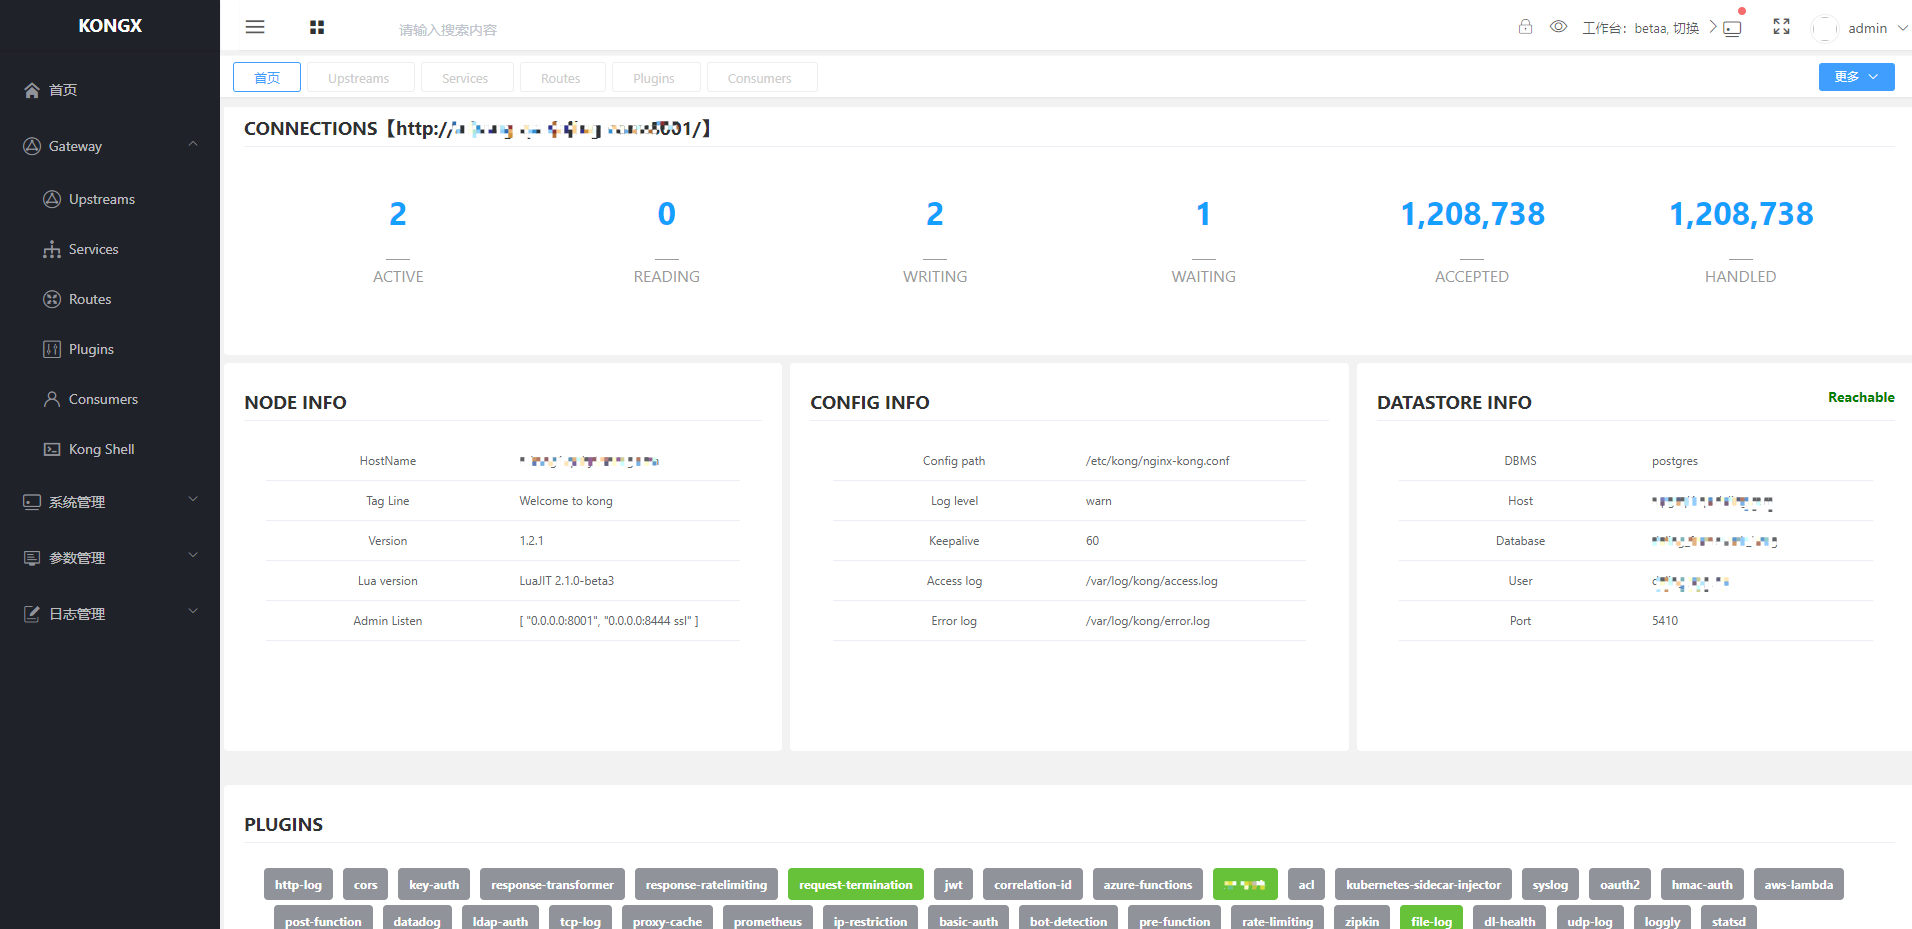 KONGX
请输入搜索内容
工作台：betaa, 切换
admin
首页
Gateway
Upstreams
Services
Routes
Plugins
Consumers
Kong Shell
系统管理
参数管理
日志管理
首页 Upstreams Services Routes Plugins Consumers 更多
CONNECTIONS【http:// 8001/】
2 0 2 1 1,208,738 1,208,738
ACTIVE READING WRITING WAITING ACCEPTED HANDLED
NODE INFO
HostName
Tag Line Welcome to kong
Version 1.2.1
Lua version LuaJIT 2.1.0-beta3
Admin Listen [ "0.0.0.0:8001", "0.0.0.0:8444 ssl" ]
CONFIG INFO
Config path /etc/kong/nginx-kong.conf
Log level warn
Keepalive 60
Access log /var/log/kong/access.log
Error log /var/log/kong/error.log
DATASTORE INFO Reachable
DBMS postgres
Host
Database
User
Port 5410
PLUGINS
http-log cors key-auth response-transformer response-ratelimiting request-termination jwt correlation-id azure-functions acl kubernetes-sidecar-injector syslog oauth2 hmac-auth aws-lambda
post-function datadog ldap-auth tcp-log proxy-cache prometheus ip-restriction basic-auth bot-detection pre-function rate-limiting zipkin file-log dl-health udp-log loggly statsd